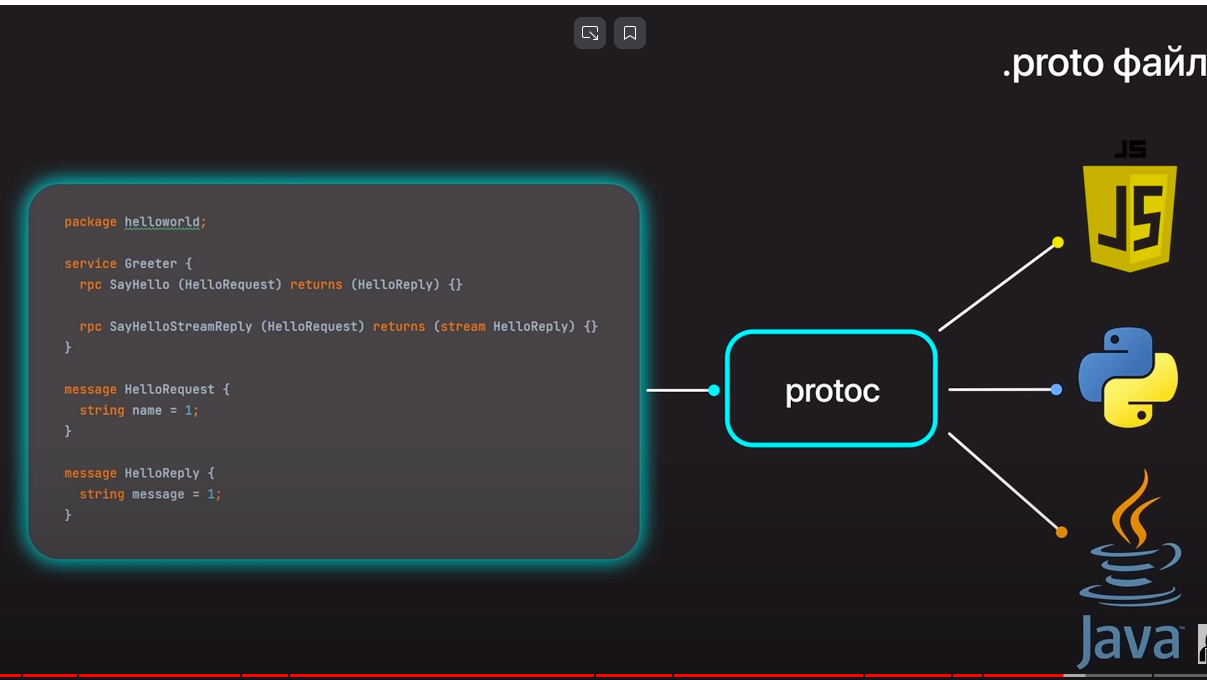 .proto файл
package helloworld;
service Greeter {
rpc SayHello (HelloRequest) returns (HelloReply) {}
rpc SayHelloStreamReply (HelloRequest) returns (stream HelloReply) {}
}
message HelloRequest {
string name = 1;
}
message HelloReply {
string message = 1;
}
protoc
JS
JS
Java™